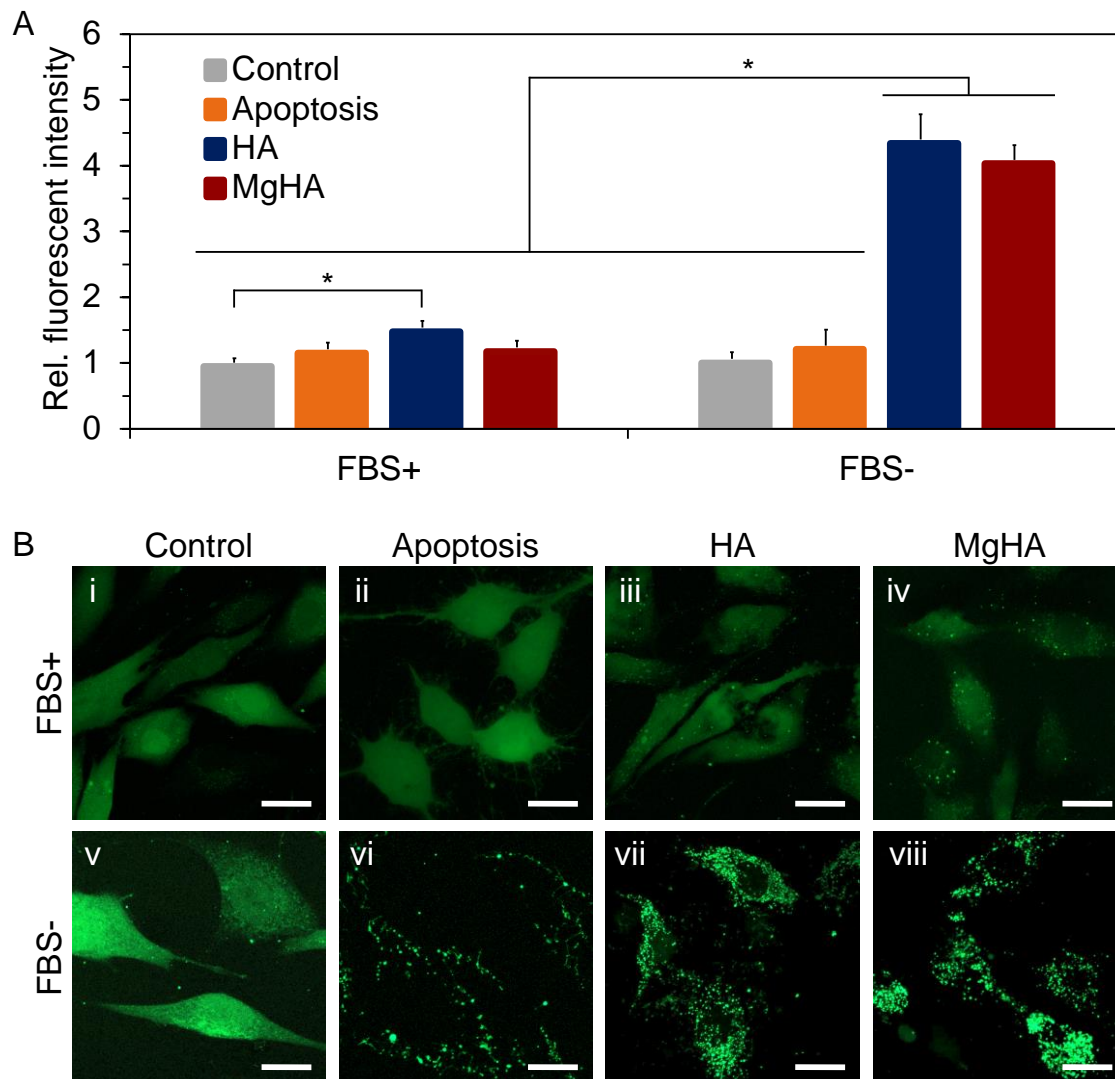 A
6
5
4
3
2
1
0
Rel. fluorescent intensity
Control
Apoptosis
HA
MgHA
*
*
FBS+ FBS-
B
Control Apoptosis HA MgHA
FBS+
i ii iii iv
FBS-
v vi vii viii